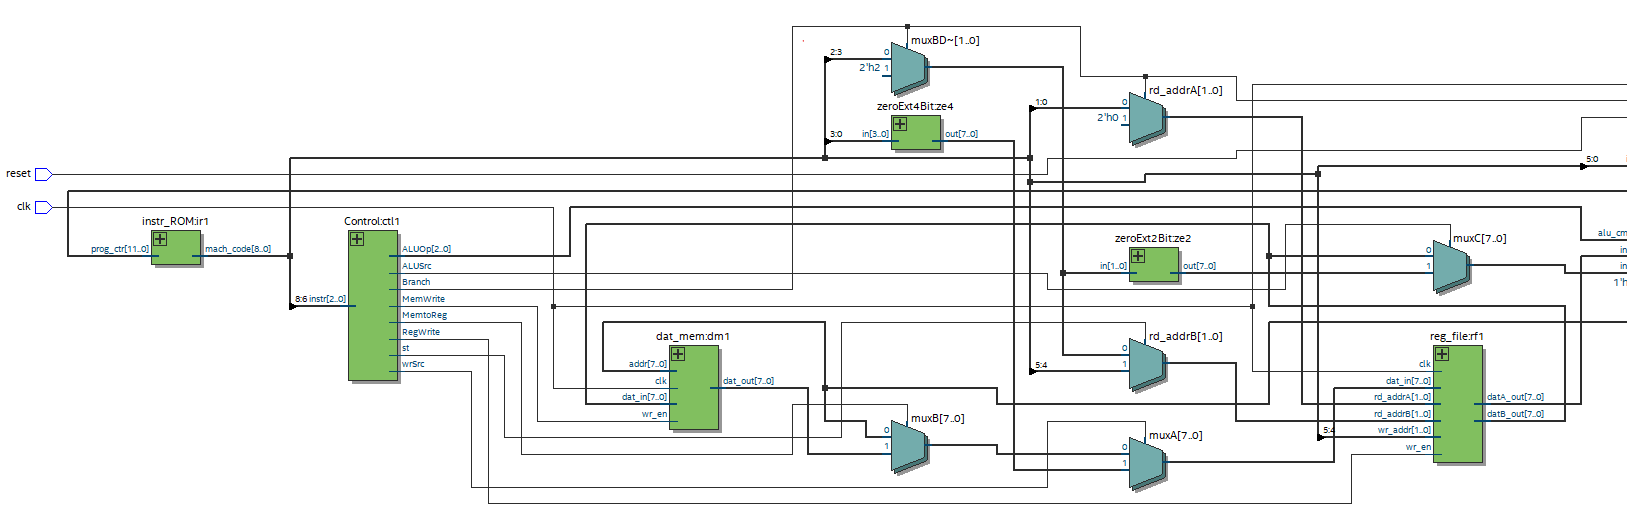 muxBD~[1..0]
2:3
0
2'h2 1
rd_addrA[1..0]
zeroExt4Bit:ze4
1:0
0
2'h0 1
3:0
in[3..0]
out[7..0]
5:0
reset
clk
instr_ROM:ir1
Control:ctl1
alu_cm
muxC[7..0]
zeroExt2Bit:ze2
prog_ctr[11..0]
mach_code[8..0]
ALUOp[2..0]
0
in
ALUSrc
in[1..0]
out[7..0]
1
in
Branch
1'h
8:6
instr[2..0]
MemWrite
MemtoReg
RegWrite
dat_mem:dm1
rd_addrB[1..0]
reg_file:rf1
st
0
wrSrc
addr[7..0]
5:4
1
clk
clk
dat_out[7..0]
dat_in[7..0]
dat_in[7..0]
rd_addrA[1..0]
datA_out[7..0]
wr_en
muxB[7..0]
rd_addrB[1..0]
datB_out[7..0]
0
5:4
wr_addr[1..0]
muxA[7..0]
1
0
wr_en
1